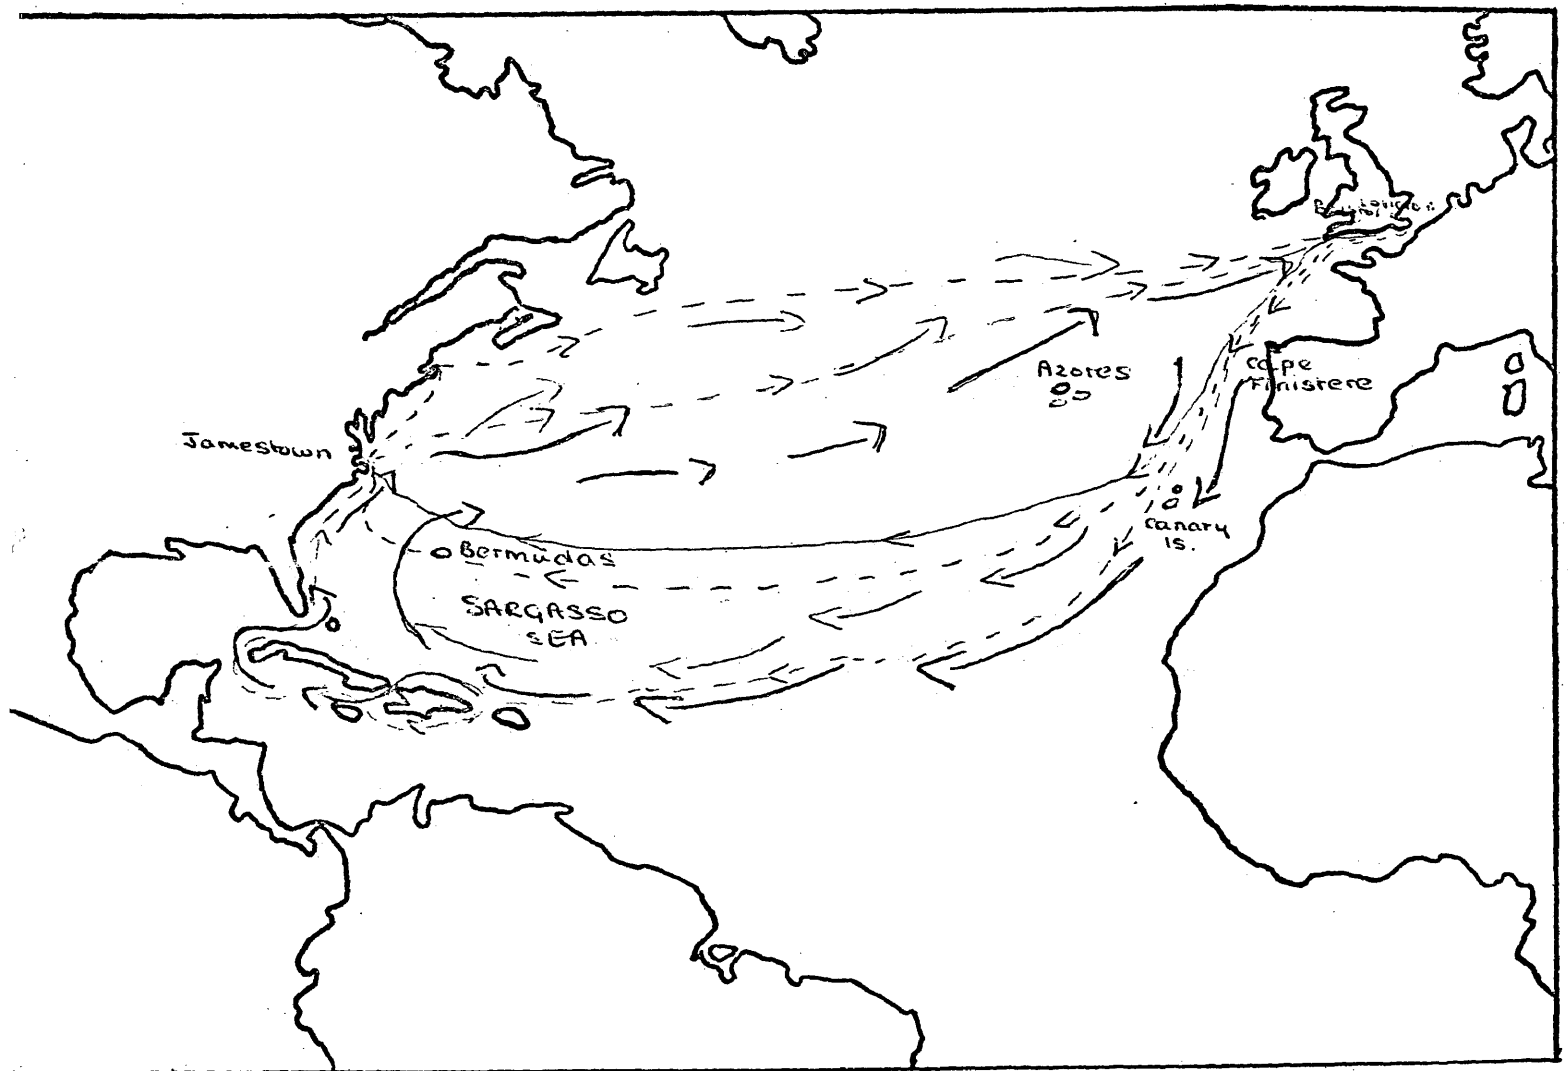 Azores
Cape
Finistere
Jamestown
Canary
Is.
Bermudas
SARGASSO
SEA